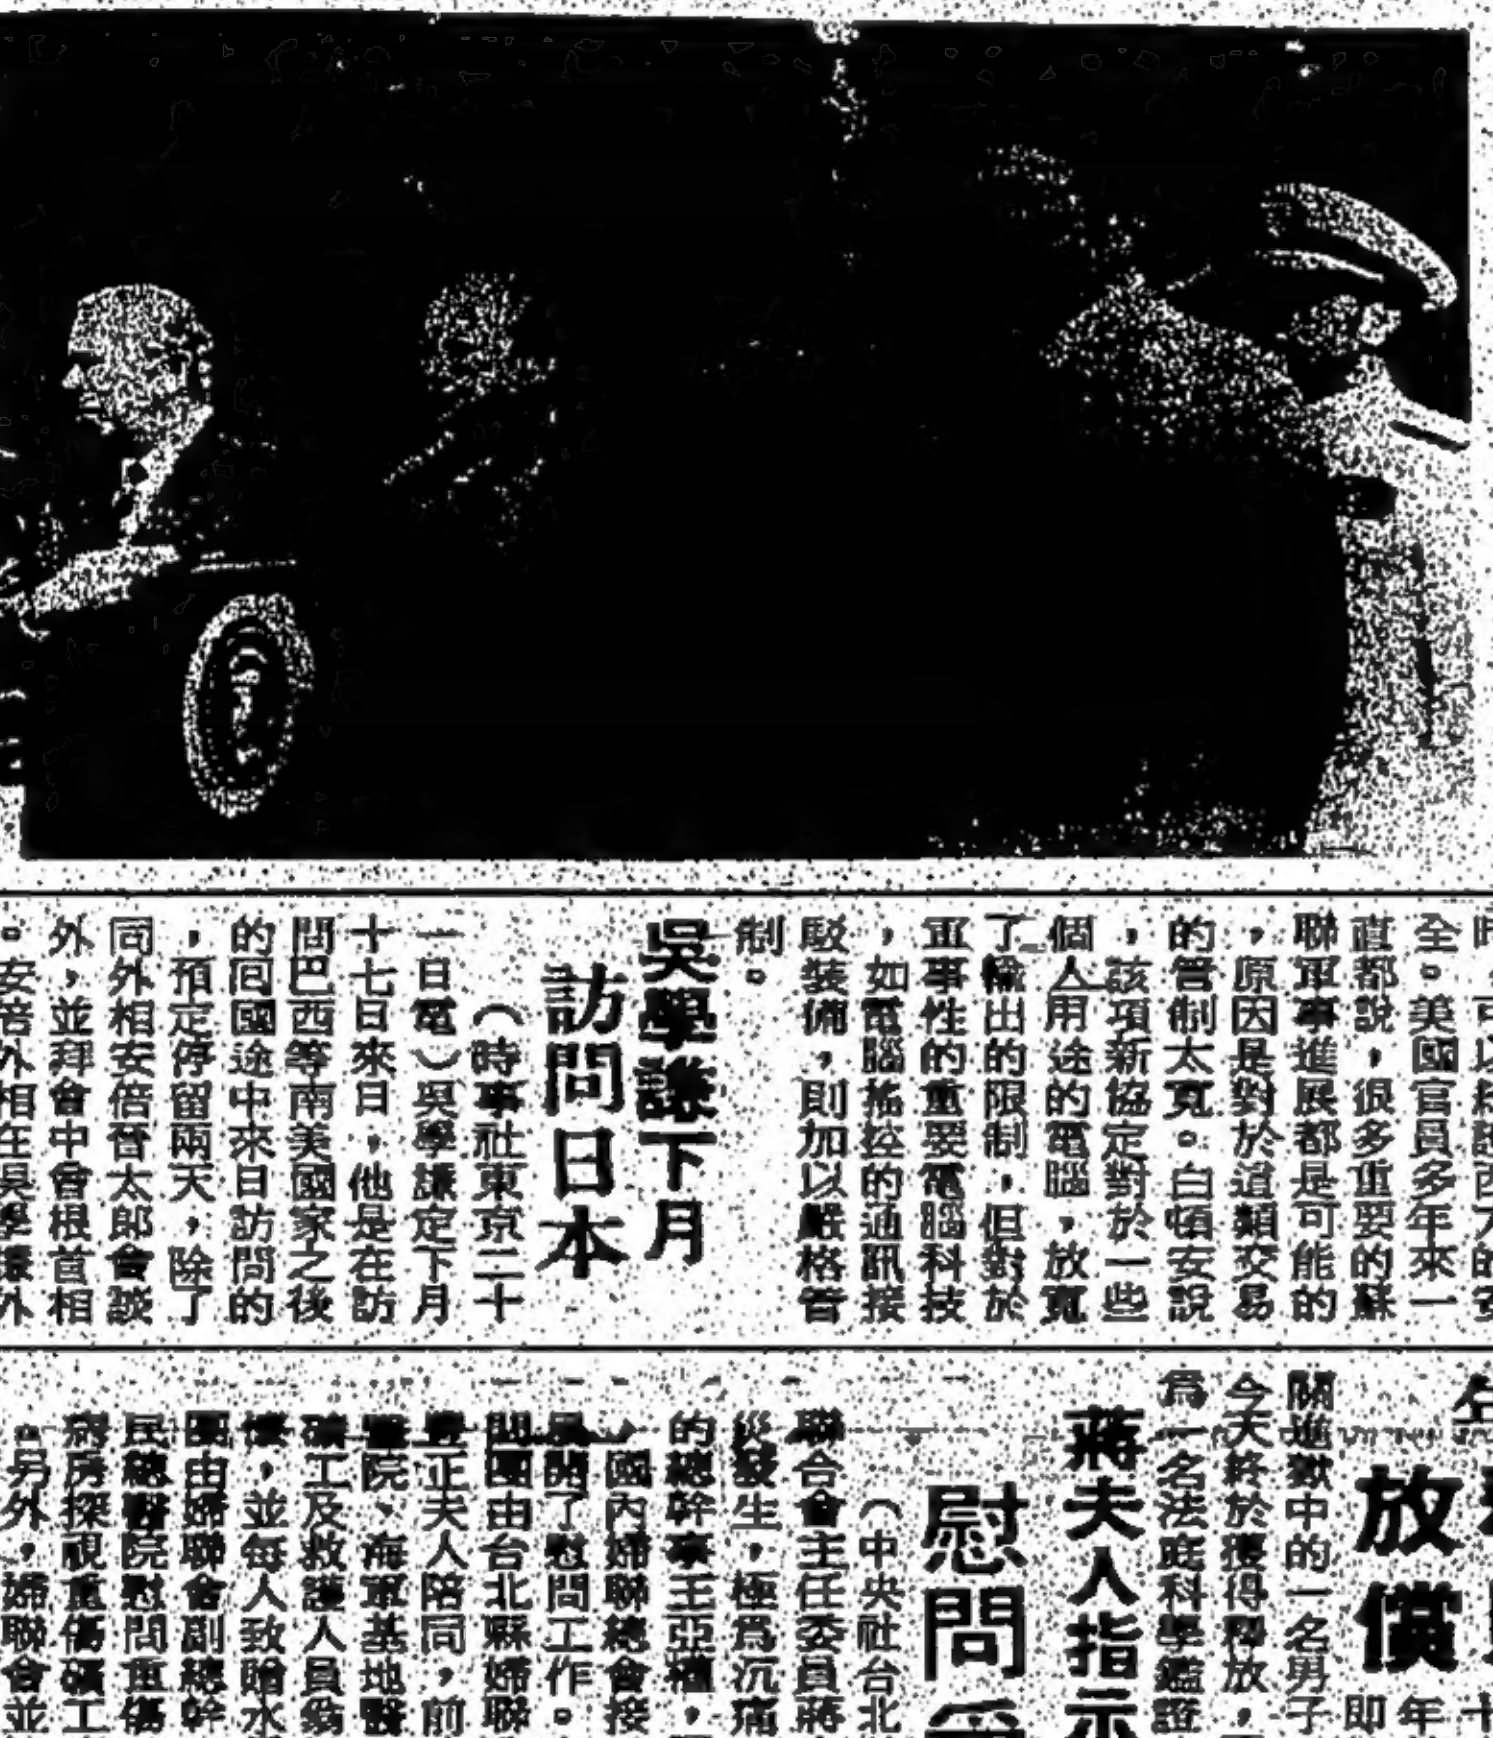 全。美國官員多年來一
直都說，很多重要的蘇
聯軍事進展都是可能的
，原因是對於這類交易
的管制太寬。白頓安說
，該項新協定對於一些
個人用途的電腦，放寬
了輸出的限制，但對於
軍事性的重要電腦科技
，如電腦搖控的通訊接
駁裝備，則加以嚴格管
制。
吳學謙下月
訪問日本
（時事社東京二十
一日電）吳學謙定下月
十七日來日，他是在訪
問巴西等南美國家之後
的回國途中來日訪問的
，預定停留兩天，除了
同外相安倍晉太郎會談
外，並拜會中曾根首相
。安倍外相在吳學謙外
放
償
即
年
關進獄中的一名男子
今天終於獲得釋放，
為一名法庭科學鑑證
蔣夫人指示
慰問
（中央社台北
聯合會主任委員蔣
災發生，極為沉痛
的總幹事王亞權，
國內婦聯總會接
展開了慰問工作。
問團由台北縣婦聯
正夫人陪同，前
醫院、海軍基地醫
礦工及救護人員
，並每人致贈水
團由婦聯會副總幹
民總醫院慰問重傷
病房探視重傷礦工
。另外，婦聯會並